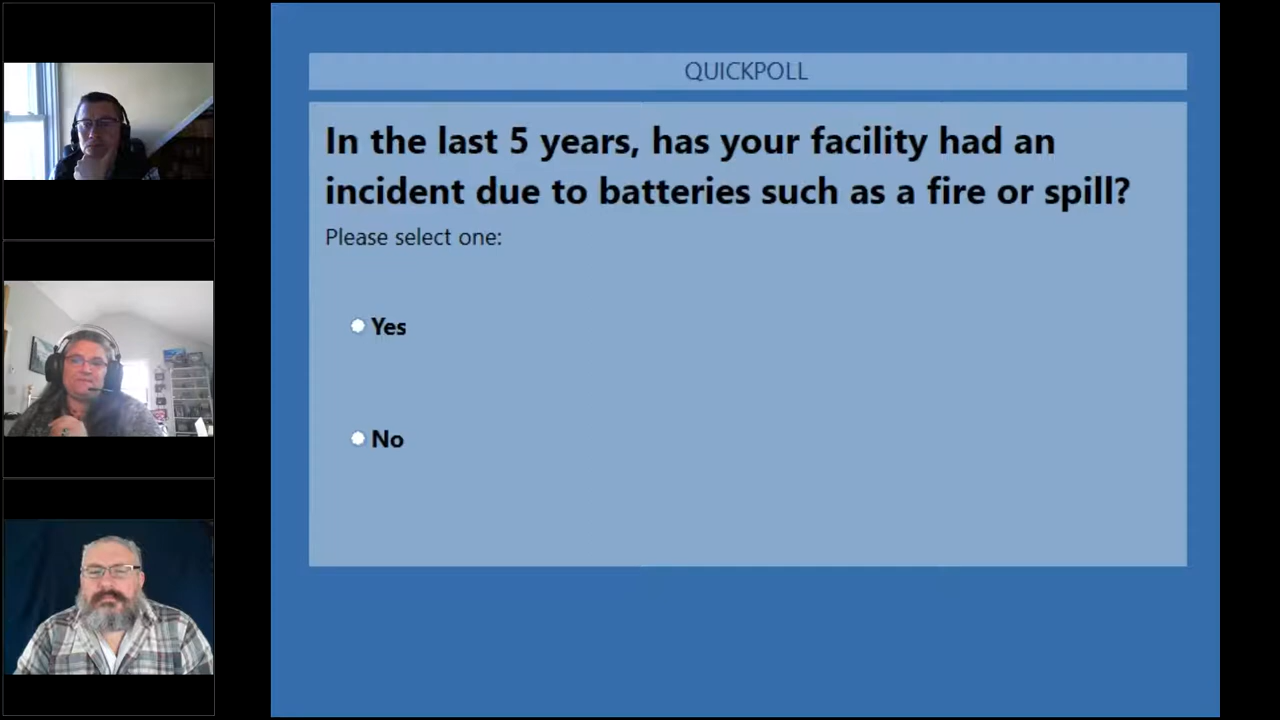 QUICKPOLL
In the last 5 years, has your facility had an
incident due to batteries such as a fire or spill?
Please select one:
Yes
No